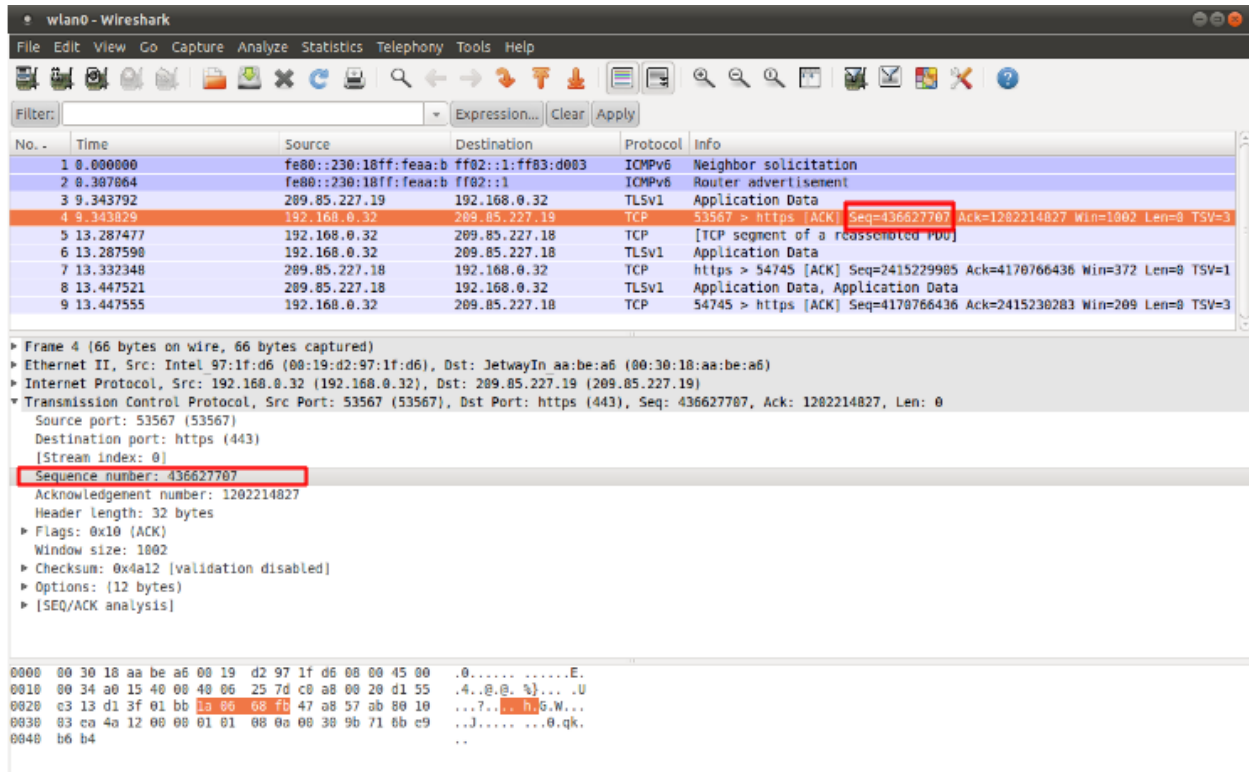 wlan0 - Wireshark
File Edit View Go Capture Analyze Statistics Telephony Tools Help
Filter: Expression... Clear Apply
No. . Time Source Destination Protocol Info
1 0.000000 fe80::230:18ff:feaa:b ff02::1:ff83:d003 ICMPv6 Neighbor solicitation
2 0.307064 fe80::230:18ff:feaa:b ff02::1 ICMPv6 Router advertisement
3 9.343792 209.85.227.19 192.168.0.32 TLSv1 Application Data
4 9.343829 192.168.0.32 209.85.227.19 TCP 53567 > https [ACK] Seq=436627707 Ack=1202214827 Win=1002 Len=0 TSV=3
5 13.287477 192.168.0.32 209.85.227.18 TCP [TCP segment of a reassembled PDU]
6 13.287590 192.168.0.32 209.85.227.18 TLSv1 Application Data
7 13.332348 209.85.227.18 192.168.0.32 TCP https > 54745 [ACK] Seq=2415229905 Ack=4170766436 Win=372 Len=0 TSV=1
8 13.447521 209.85.227.18 192.168.0.32 TLSv1 Application Data, Application Data
9 13.447555 192.168.0.32 209.85.227.18 TCP 54745 > https [ACK] Seq=4170766436 Ack=2415230283 Win=209 Len=0 TSV=3
Frame 4 (66 bytes on wire, 66 bytes captured)
Ethernet II, Src: Intel_97:1f:d6 (00:19:d2:97:1f:d6), Dst: JetwayIn_aa:be:a6 (00:30:18:aa:be:a6)
Internet Protocol, Src: 192.168.0.32 (192.168.0.32), Dst: 209.85.227.19 (209.85.227.19)
Transmission Control Protocol, Src Port: 53567 (53567), Dst Port: https (443), Seq: 436627707, Ack: 1202214827, Len: 0
Source port: 53567 (53567)
Destination port: https (443)
[Stream index: 0]
Sequence number: 436627707
Acknowledgement number: 1202214827
Header length: 32 bytes
Flags: 0x10 (ACK)
Window size: 1002
Checksum: 0x4a12 [validation disabled]
Options: (12 bytes)
[SEQ/ACK analysis]
0000 00 30 18 aa be a6 00 19 d2 97 1f d6 08 00 45 00 .0...... ......E.
0010 00 34 a0 15 40 00 40 06 25 7d c0 a8 00 20 d1 55 .4..@.@. %}... .U
0020 e3 13 d1 3f 01 bb 1a 06 68 fb 47 a8 57 ab 80 10 ...?.... h.G.W...
0030 03 ea 4a 12 00 00 01 01 08 0a 00 30 9b 71 6b c9 ..J..... ...0.qk.
0040 b6 b4 ..